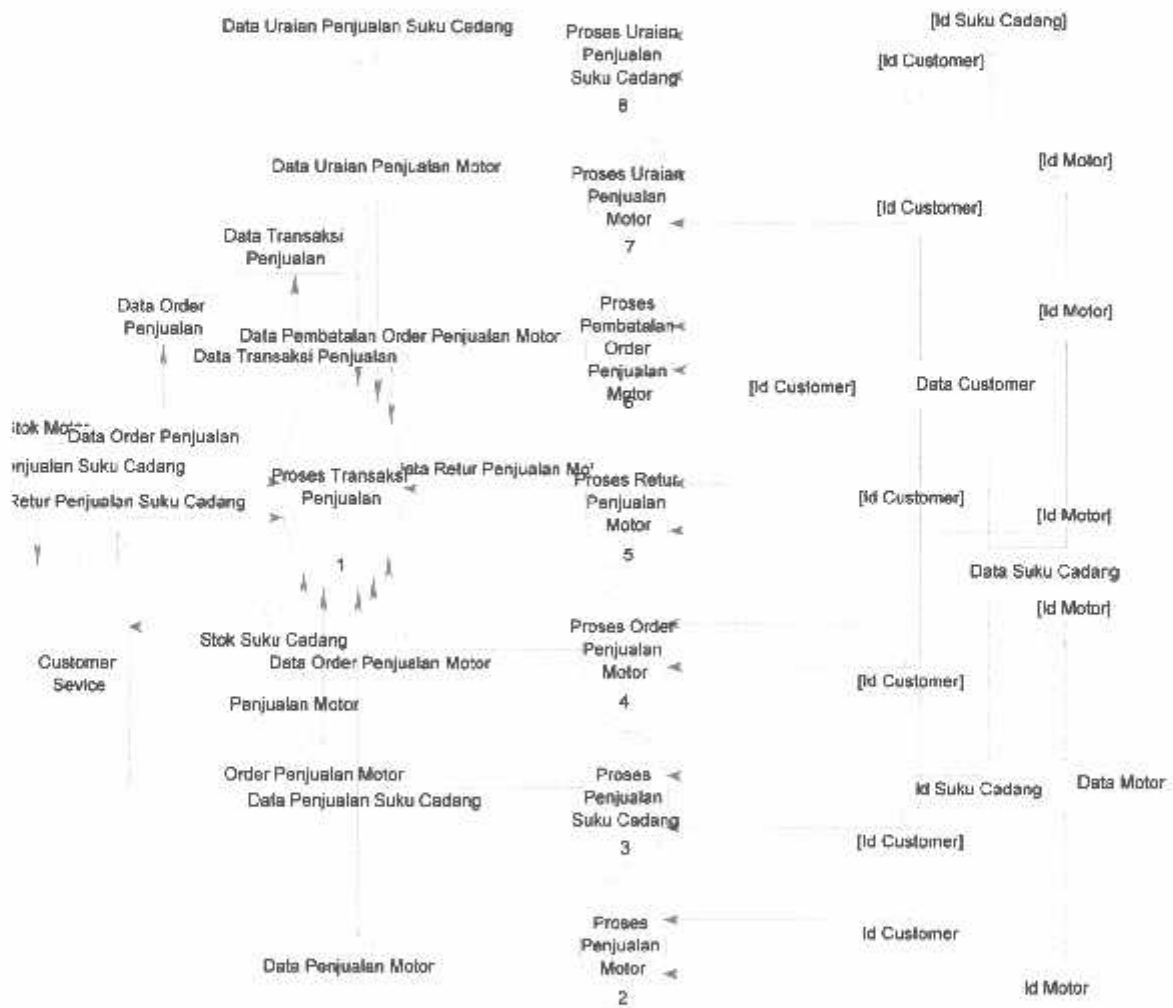 Data Uraian Penjualan Suku Cadang
Proses Uraian
Penjualan
Suku Cadang
8
[Id Suku Cadang]
[Id Customer]
Data Uraian Penjualan Motor
Proses Uraian
Penjualan
Motor
7
[Id Motor]
[Id Customer]
Data Transaksi
Penjualan
Data Order
Penjualan
Data Pembatalan Order Penjualan Motor
Data Transaksi Penjualan
Proses
Pembatalan
Order
Penjualan
Motor
6
[Id Motor]
[Id Customer]
Data Customer
Data Order Penjualan
enjualan Suku Cadang
Retur Penjualan Suku Cadang
Proses Transaksi
Penjualan
1
Retur Penjualan
Proses Retur
Penjualan
Motor
5
[Id Customer]
[Id Motor]
Data Suku Cadang
[Id Motor]
Customer
Sevice
Stok Suku Cadang
Data Order Penjualan Motor
Penjualan Motor
Proses Order
Penjualan
Motor
4
[Id Customer]
Order Penjualan Motor
Data Penjualan Suku Cadang
Proses
Penjualan
Suku Cadang
3
Id Suku Cadang
Data Motor
[Id Customer]
Data Penjualan Motor
Proses
Penjualan
Motor
2
Id Customer
Id Motor